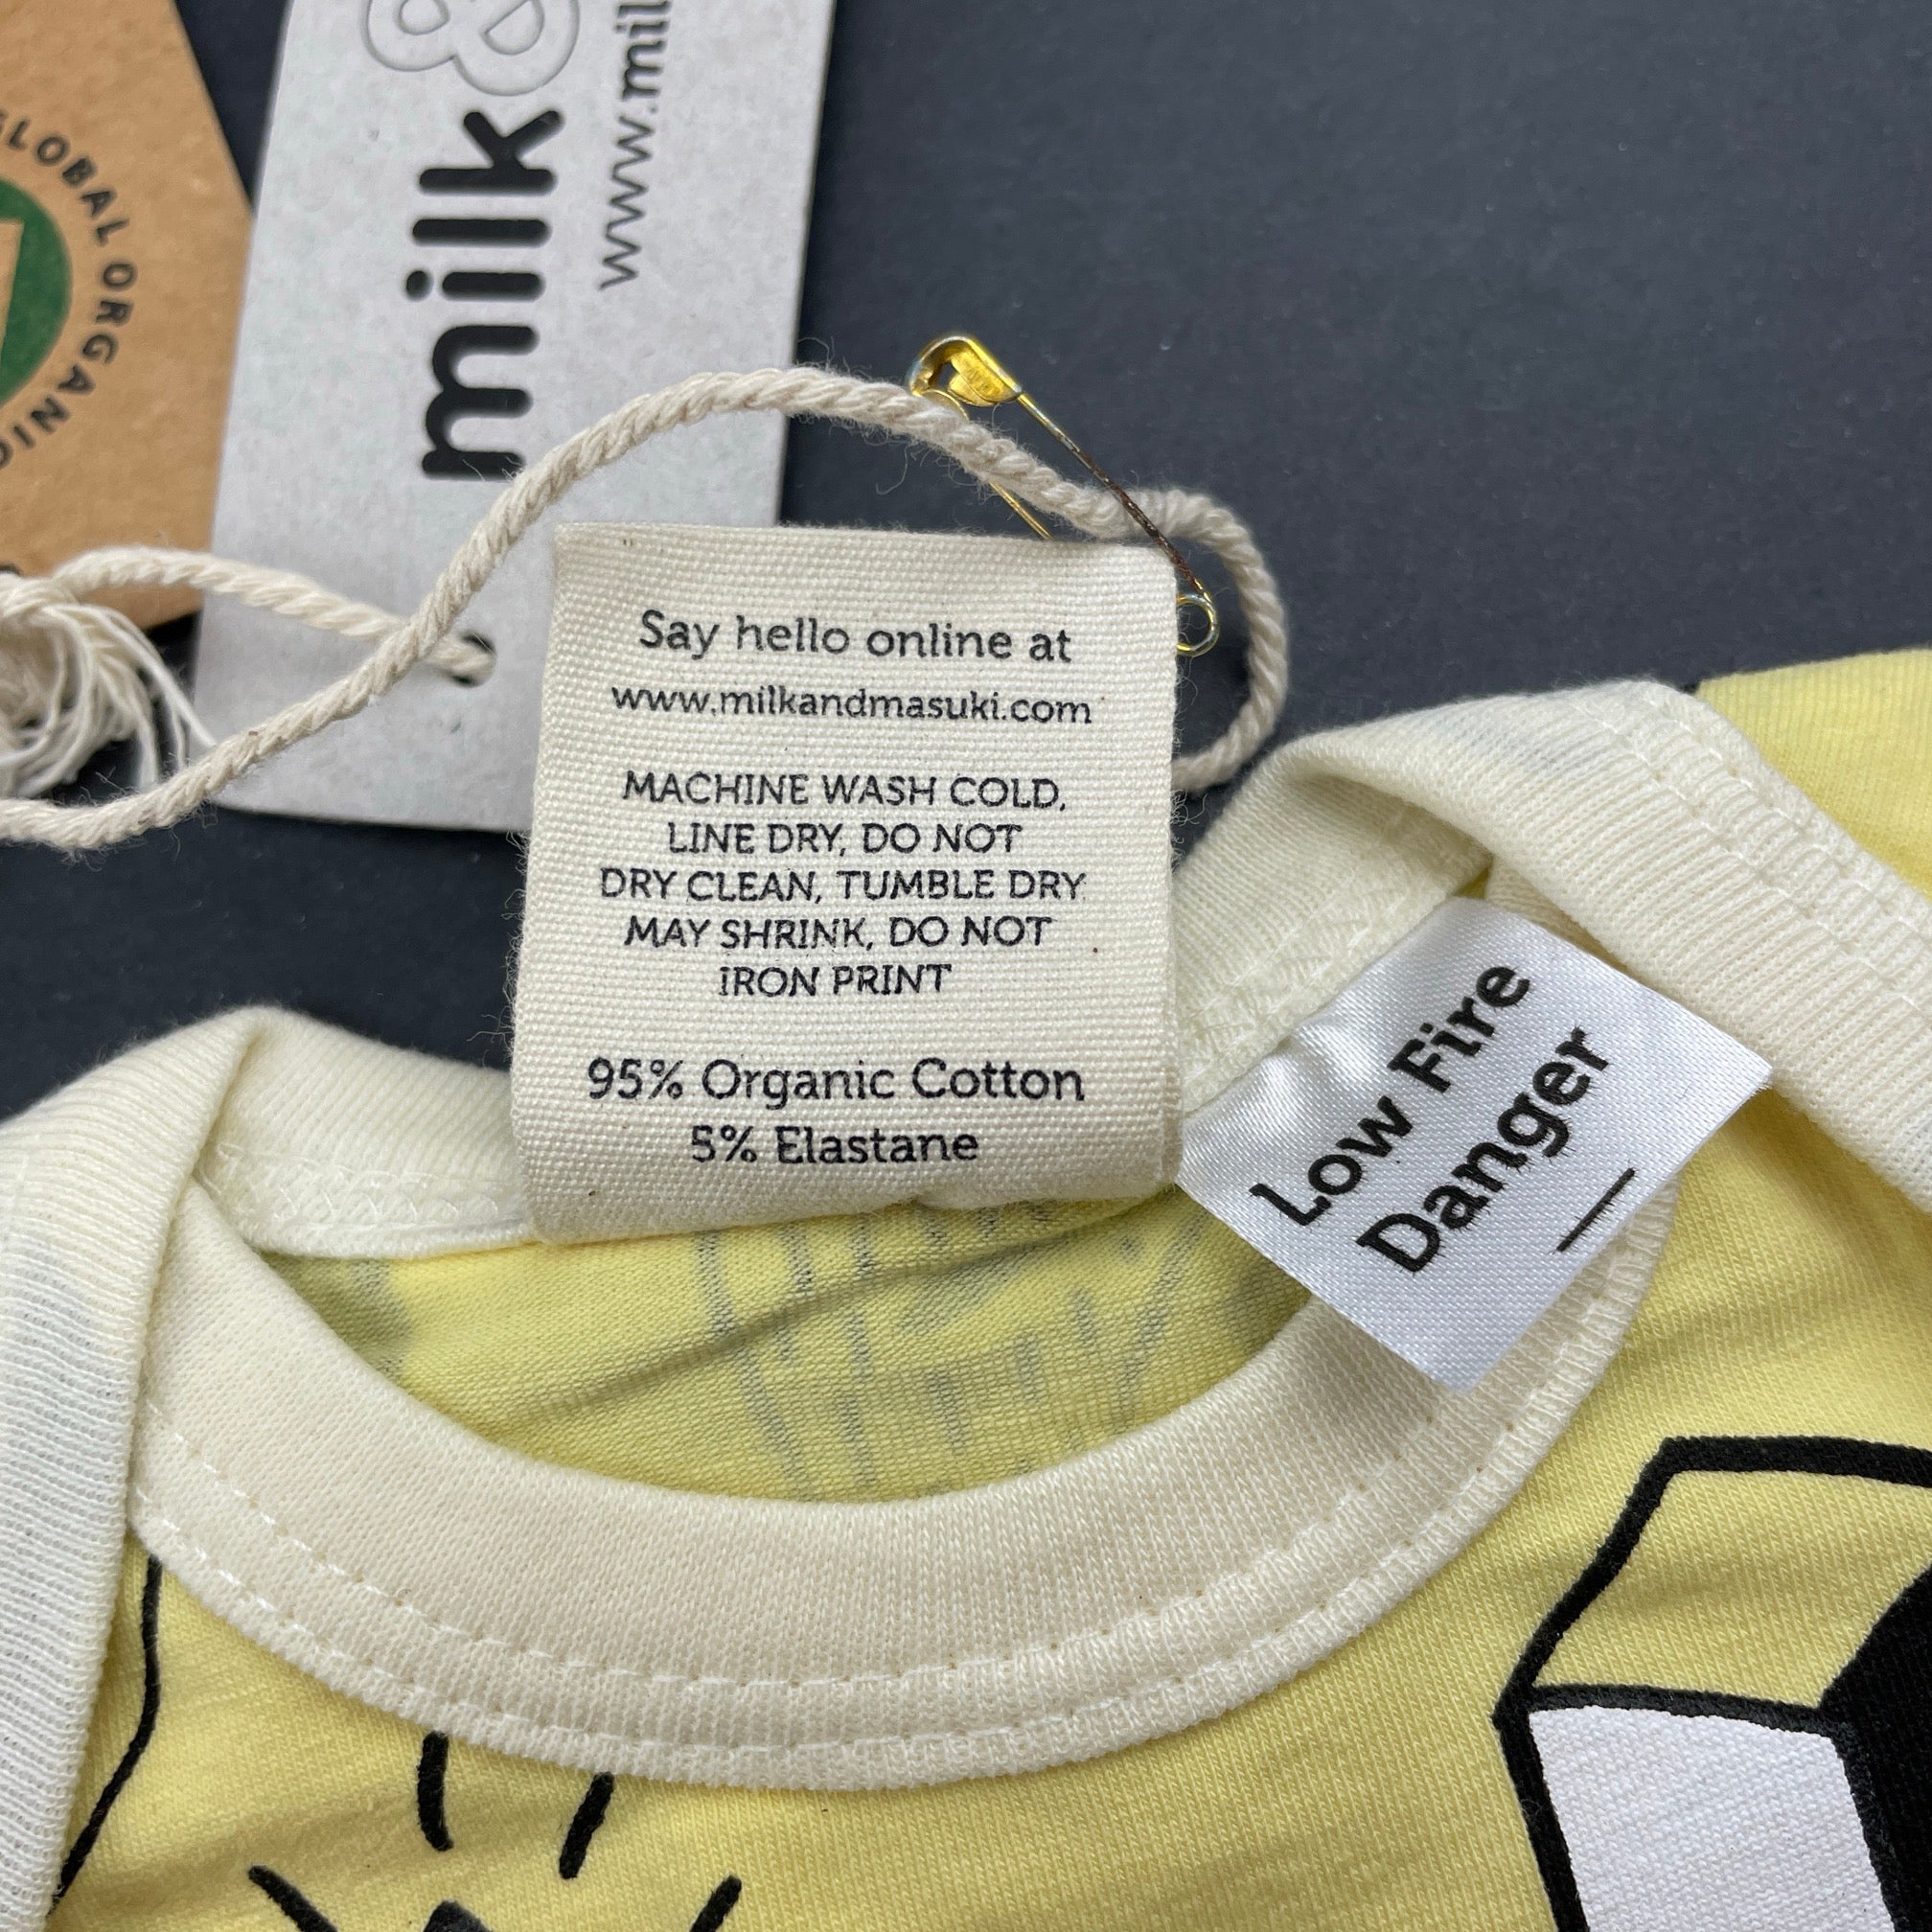 GLOBAL ORGANIC
milk &
www.mil
Say hello online at
www.milkandmasuki.com
MACHINE WASH COLD,
LINE DRY, DO NOT
DRY CLEAN, TUMBLE DRY
MAY SHRINK, DO NOT
IRON PRINT
95% Organic Cotton
5% Elastane
Low Fire
Danger